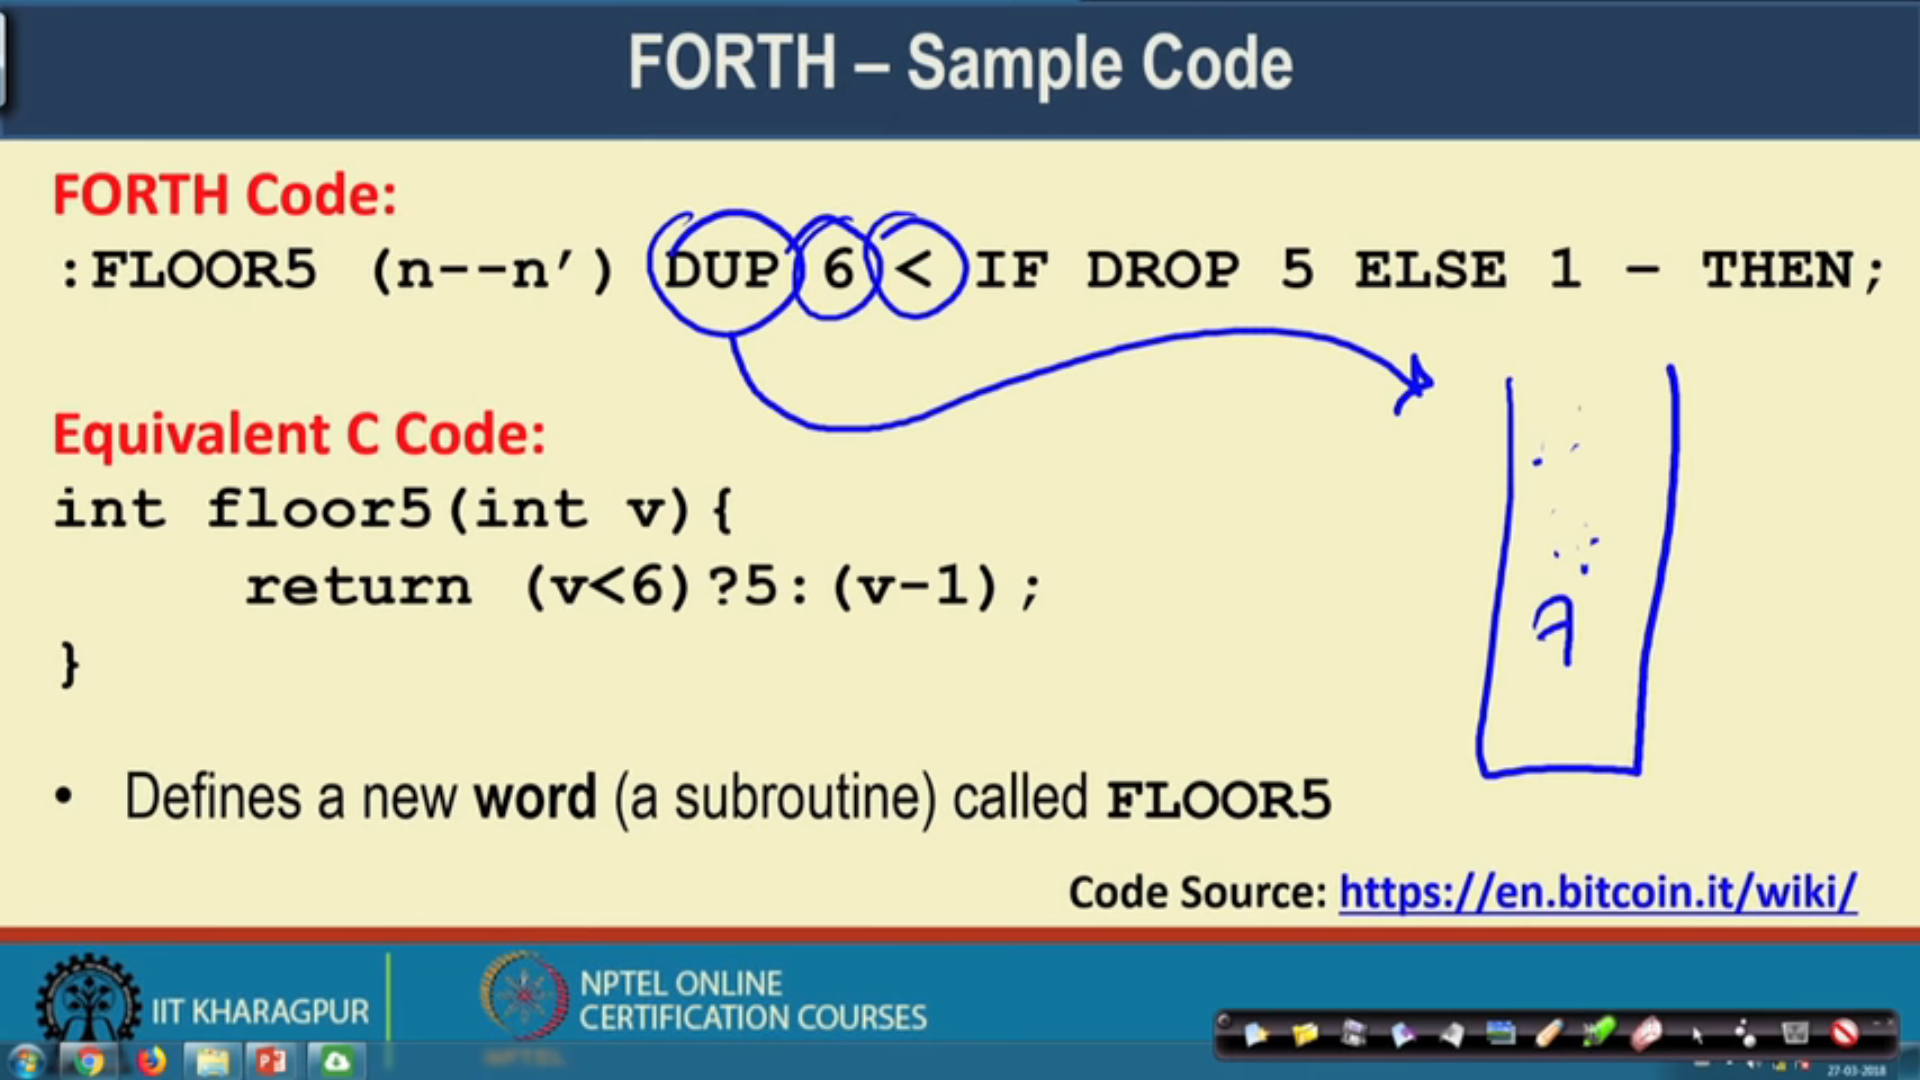 FORTH – Sample Code
FORTH Code:
:FLOOR5 (n--n’) DUP 6 < IF DROP 5 ELSE 1 – THEN;
Equivalent C Code:
int floor5(int v){
return (v<6)?5:(v-1);
}
7
• Defines a new word (a subroutine) called FLOOR5
Code Source: https://en.bitcoin.it/wiki/
IIT KHARAGPUR
NPTEL ONLINE
CERTIFICATION COURSES
NPTEL
27-03-2018